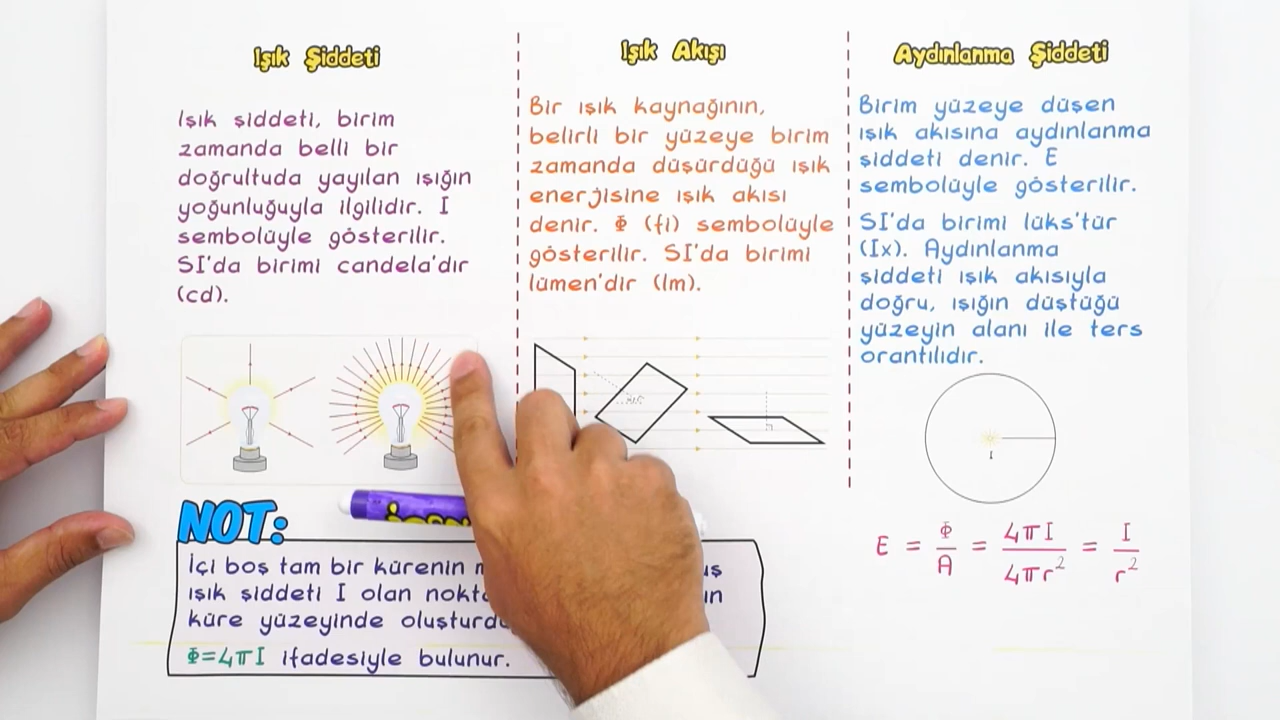 Işık Şiddeti
Işık şiddeti, birim
zamanda belli bir
doğrultuda yayılan ışığın
yoğunluğuyla ilgilidir. I
sembolüyle gösterilir.
SI'da birimi candela'dır
(cd).
Işık Akışı
Bir ışık kaynağının,
belirli bir yüzeye birim
zamanda düşürdüğü ışık
enerjisine ışık akısı
denir. Φ (fi) sembolüyle
gösterilir. SI'da birimi
lümen'dir (lm).
Aydınlanma Şiddeti
Birim yüzeye düşen
ışık akısına aydınlanma
şiddeti denir. E
sembolüyle gösterilir.
SI'da birimi lüks'tür
(Ix). Aydınlanma
şiddeti ışık akısıyla
doğru, ışığın düştüğü
yüzeyin alanı ile ters
orantılıdır.
I
E = Φ/A = 4πI/4πr² = I/r²
NOT:
İçi boş tam bir kürenin
ışık şiddeti I olan
küre yüzeyinde
Φ=4πI ifadesiyle bulunur.